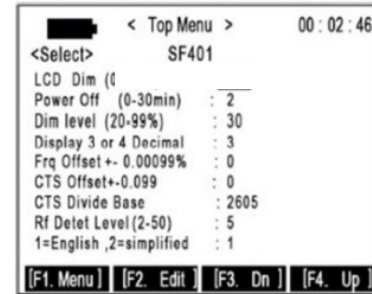 < Top Menu > 00 : 02 : 46
<Select> SF401
LCD Dim (
Power Off (0-30min) : 2
Dim level (20-99%) : 30
Display 3 or 4 Decimal : 3
Frq Offset +- 0.00099% : 0
CTS Offset+-0.099 : 0
CTS Divide Base : 2605
Rf Detet Level (2-50) : 5
1=English ,2=simplified : 1
[F1. Menu ] [F2. Edit ] [F3. Dn ] [F4. Up ]